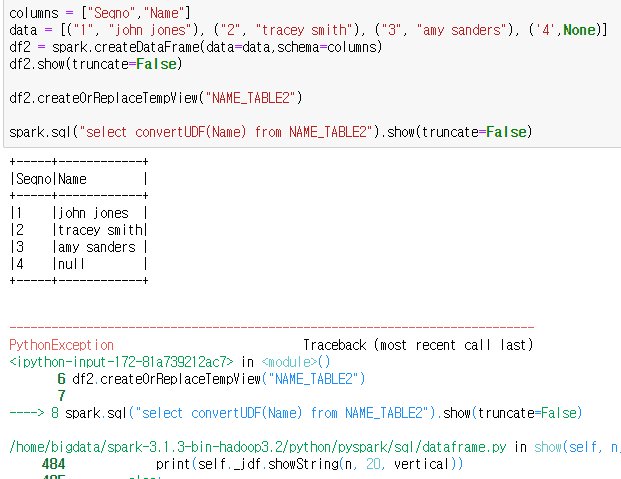 columns = ["Seqno","Name"]
data = [("1", "john jones"), ("2", "tracey smith"), ("3", "amy sanders"), ('4',None)]
df2 = spark.createDataFrame(data=data,schema=columns)
df2.show(truncate=False)
df2.createOrReplaceTempView("NAME_TABLE2")
spark.sql("select convertUDF(Name) from NAME_TABLE2").show(truncate=False)
+-----+------------+
|Seqno|Name        |
+-----+------------+
|1    |john jones  |
|2    |tracey smith|
|3    |amy sanders |
|4    |null        |
+-----+------------+
---------------------------------------------------------------------------
PythonException                           Traceback (most recent call last)
<ipython-input-172-81a739212ac7> in <module>()
      6 df2.createOrReplaceTempView("NAME_TABLE2")
      7
----> 8 spark.sql("select convertUDF(Name) from NAME_TABLE2").show(truncate=False)
/home/bigdata/spark-3.1.3-bin-hadoop3.2/python/pyspark/sql/dataframe.py in show(self, n,
    484             print(self._jdf.showString(n, 20, vertical))